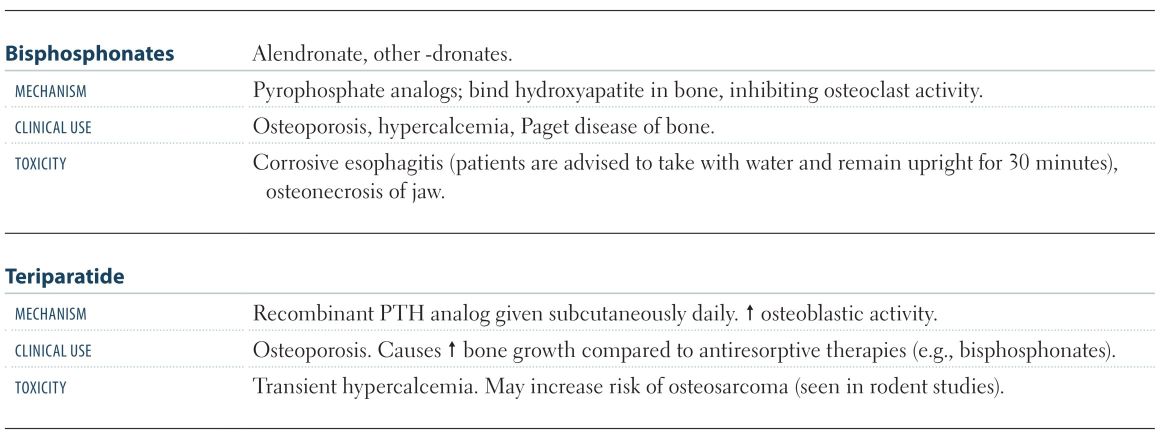 Bisphosphonates Alendronate, other -dronates.
MECHANISM Pyrophosphate analogs; bind hydroxyapatite in bone, inhibiting osteoclast activity.
CLINICAL USE Osteoporosis, hypercalcemia, Paget disease of bone.
TOXICITY Corrosive esophagitis (patients are advised to take with water and remain upright for 30 minutes),
osteonecrosis of jaw.
Teriparatide
MECHANISM Recombinant PTH analog given subcutaneously daily. ↑ osteoblastic activity.
CLINICAL USE Osteoporosis. Causes ↑ bone growth compared to antiresorptive therapies (e.g., bisphosphonates).
TOXICITY Transient hypercalcemia. May increase risk of osteosarcoma (seen in rodent studies).